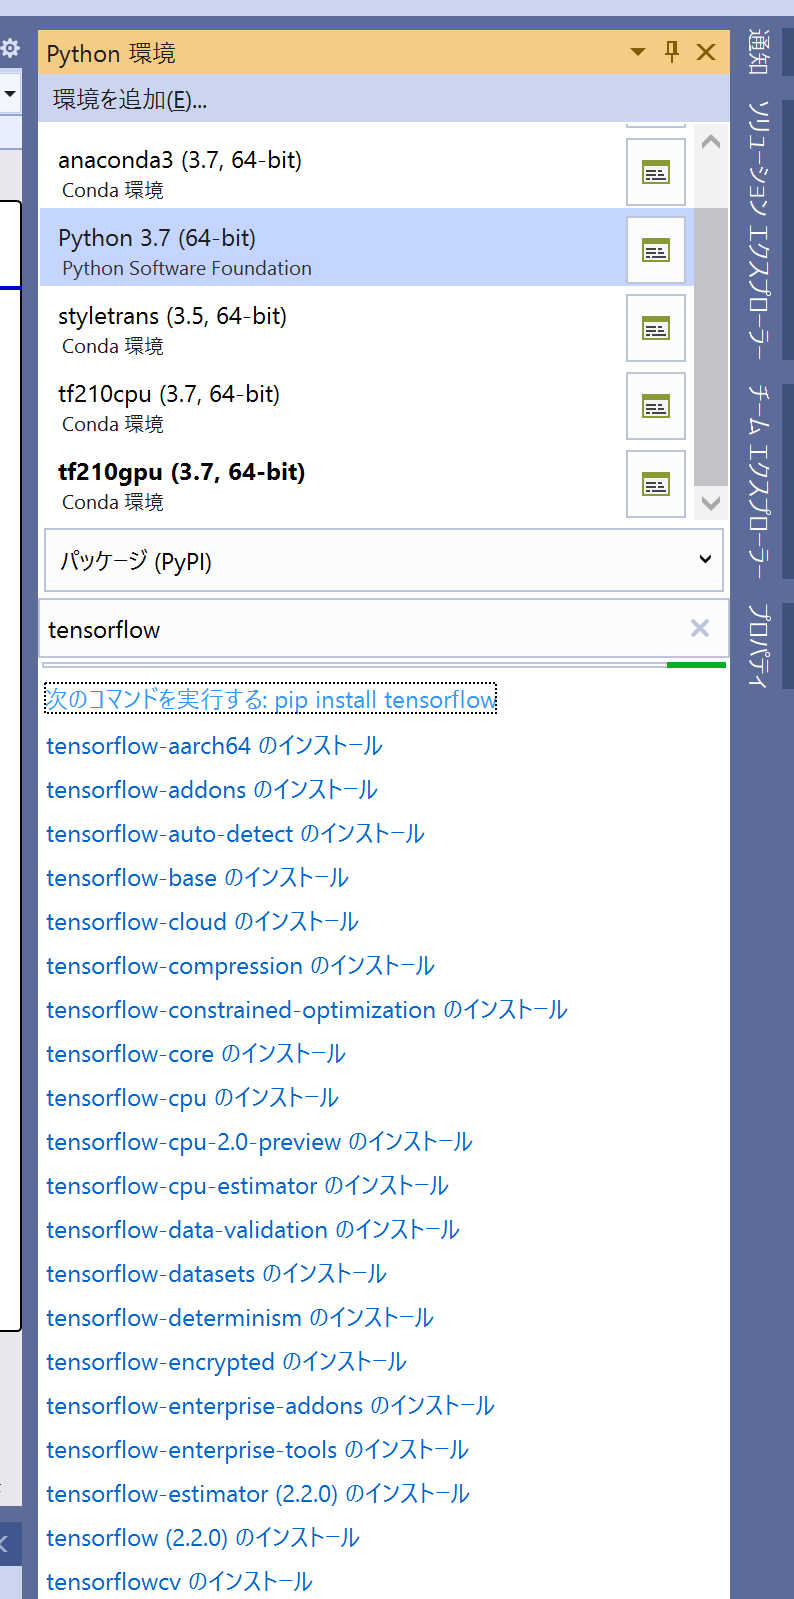 Python 環境
環境を追加(E)...
anaconda3 (3.7, 64-bit)
Conda 環境
Python 3.7 (64-bit)
Python Software Foundation
styletrans (3.5, 64-bit)
Conda 環境
tf210cpu (3.7, 64-bit)
Conda 環境
tf210gpu (3.7, 64-bit)
Conda 環境
パッケージ (PyPI)
tensorflow
次のコマンドを実行する: pip install tensorflow
tensorflow-aarch64 のインストール
tensorflow-addons のインストール
tensorflow-auto-detect のインストール
tensorflow-base のインストール
tensorflow-cloud のインストール
tensorflow-compression のインストール
tensorflow-constrained-optimization のインストール
tensorflow-core のインストール
tensorflow-cpu のインストール
tensorflow-cpu-2.0-preview のインストール
tensorflow-cpu-estimator のインストール
tensorflow-data-validation のインストール
tensorflow-datasets のインストール
tensorflow-determinism のインストール
tensorflow-encrypted のインストール
tensorflow-enterprise-addons のインストール
tensorflow-enterprise-tools のインストール
tensorflow-estimator (2.2.0) のインストール
tensorflow (2.2.0) のインストール
tensorflowcv のインストール
通知
ソリューション エクスプローラー
チーム エクスプローラー
プロパティ